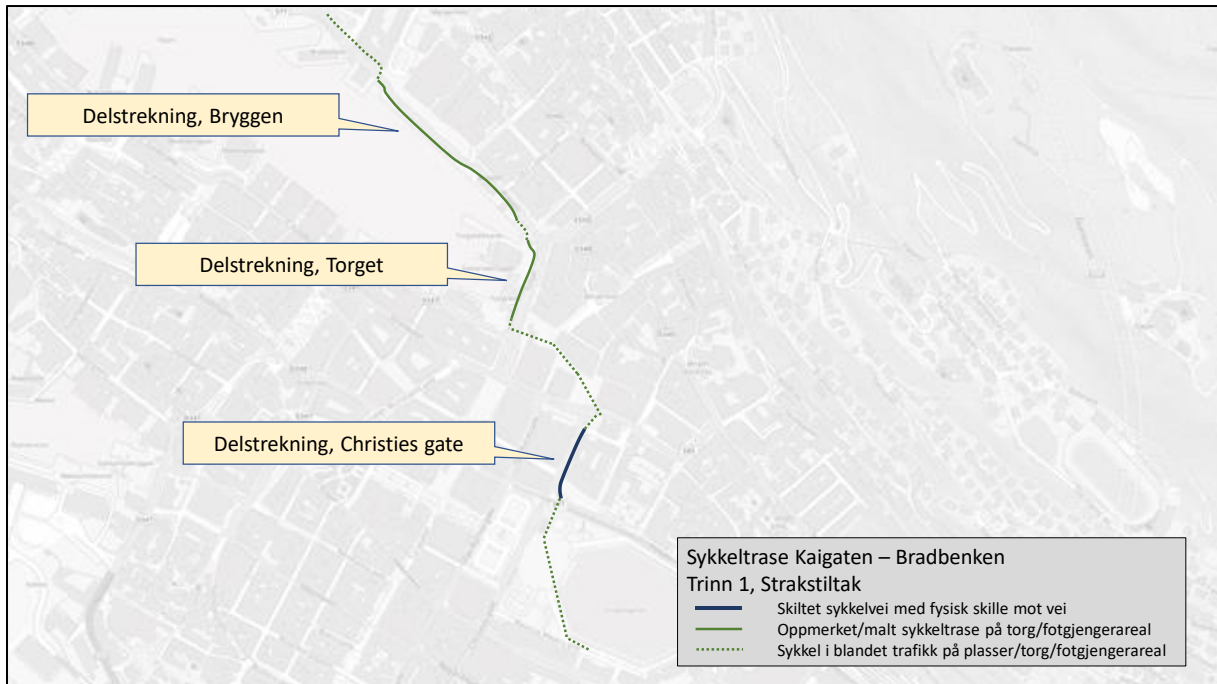 Delstrekning, Bryggen
Delstrekning, Torget
Delstrekning, Christies gate
Sykkeltrase Kaigaten – Bradbenken
Trinn 1, Strakstiltak
Skiltet sykkelvei med fysisk skille mot vei
Oppmerket/malt sykkeltrase på torg/fotgjengerareal
Sykkel i blandet trafikk på plasser/torg/fotgjengerareal